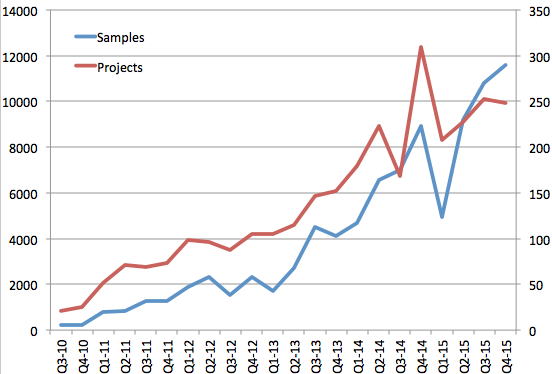 14000
12000
10000
8000
6000
4000
2000
0
Samples
Projects
350
300
250
200
150
100
50
0
Q3-10
Q4-10
Q1-11
Q2-11
Q3-11
Q4-11
Q1-12
Q2-12
Q3-12
Q4-12
Q1-13
Q2-13
Q3-13
Q4-13
Q1-14
Q2-14
Q3-14
Q4-14
Q1-15
Q2-15
Q3-15
Q4-15